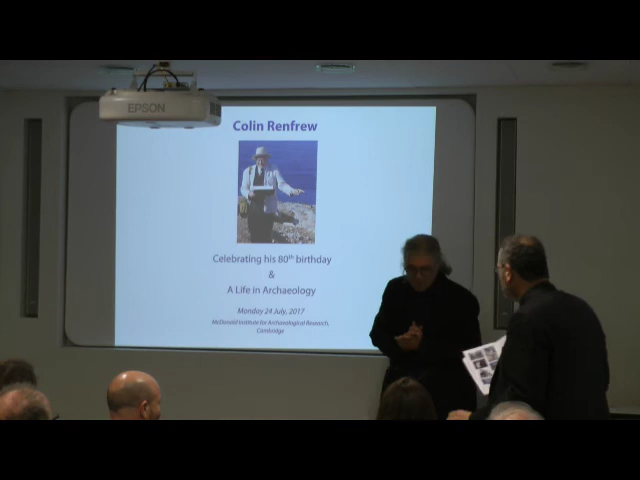 EPSON
Colin Renfrew
Celebrating his 80th birthday
&
A Life in Archaeology
Monday 24 July, 2017
McDonald Institute for Archaeological Research,
Cambridge